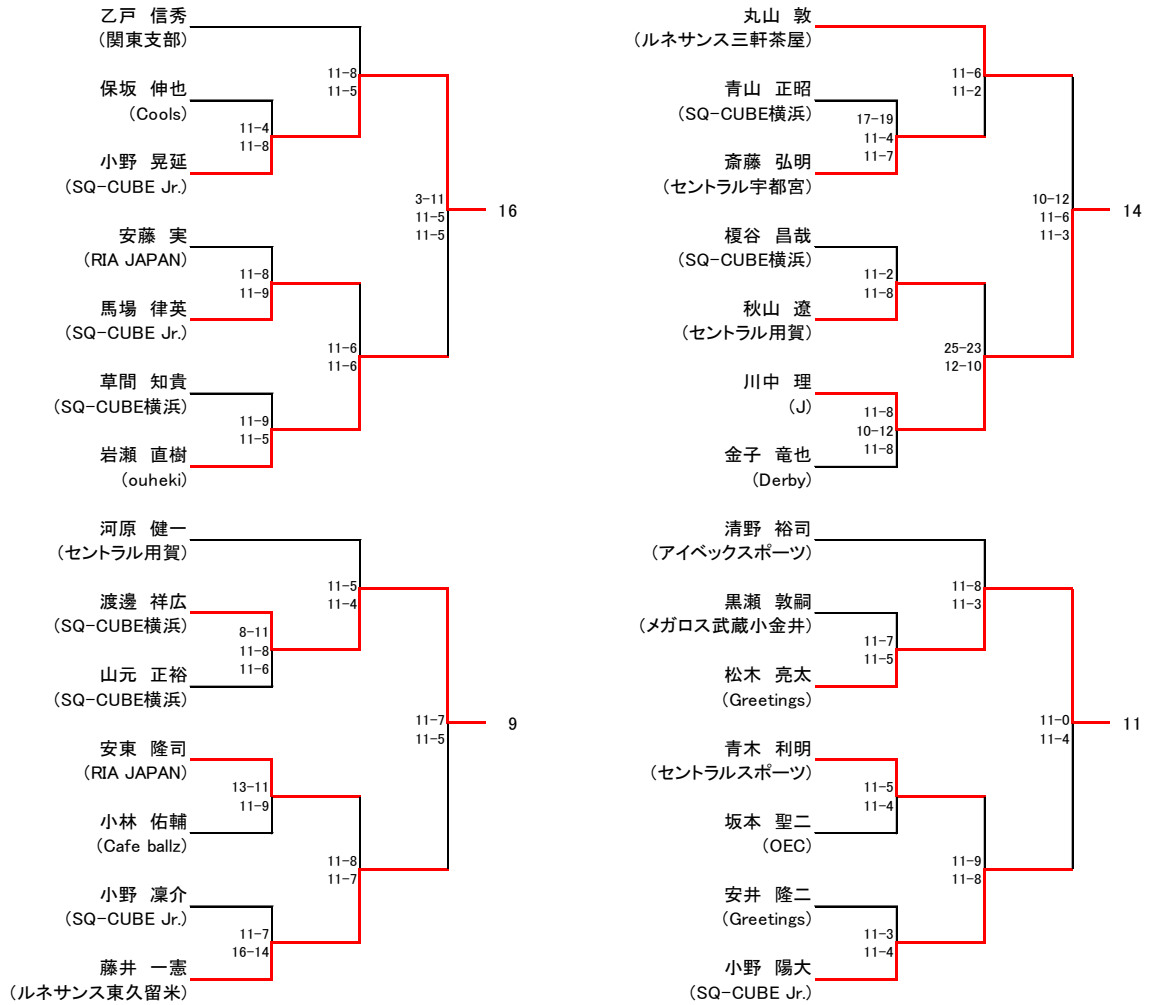 乙戸 信秀
(関東支部)
11-8
11-5
保坂 伸也
(Cools)
11-4
11-8
小野 晃延
(SQ-CUBE Jr.)
3-11
11-5
11-5
16
安藤 実
(RIA JAPAN)
11-8
11-9
馬場 律英
(SQ-CUBE Jr.)
11-6
11-6
草間 知貴
(SQ-CUBE横浜)
11-9
11-5
岩瀬 直樹
(ouheki)
丸山 敦
(ルネサンス三軒茶屋)
11-6
11-2
青山 正昭
(SQ-CUBE横浜)
17-19
11-4
11-7
斎藤 弘明
(セントラル宇都宮)
10-12
11-6
11-3
14
榎谷 昌哉
(SQ-CUBE横浜)
11-2
11-8
秋山 遼
(セントラル用賀)
25-23
12-10
川中 理
(J)
11-8
10-12
11-8
金子 竜也
(Derby)
河原 健一
(セントラル用賀)
11-5
11-4
渡邊 祥広
(SQ-CUBE横浜)
8-11
11-8
11-6
山元 正裕
(SQ-CUBE横浜)
11-7
11-5
9
安東 隆司
(RIA JAPAN)
13-11
11-9
小林 佑輔
(Cafe ballz)
11-8
11-7
小野 凜介
(SQ-CUBE Jr.)
11-7
16-14
藤井 一憲
(ルネサンス東久留米)
清野 裕司
(アイベックスポーツ)
11-8
11-3
黒瀬 敦嗣
(メガロス武蔵小金井)
11-7
11-5
松木 亮太
(Greetings)
11-0
11-4
11
青木 利明
(セントラルスポーツ)
11-5
11-4
坂本 聖二
(OEC)
11-9
11-8
安井 隆二
(Greetings)
11-3
11-4
小野 陽大
(SQ-CUBE Jr.)